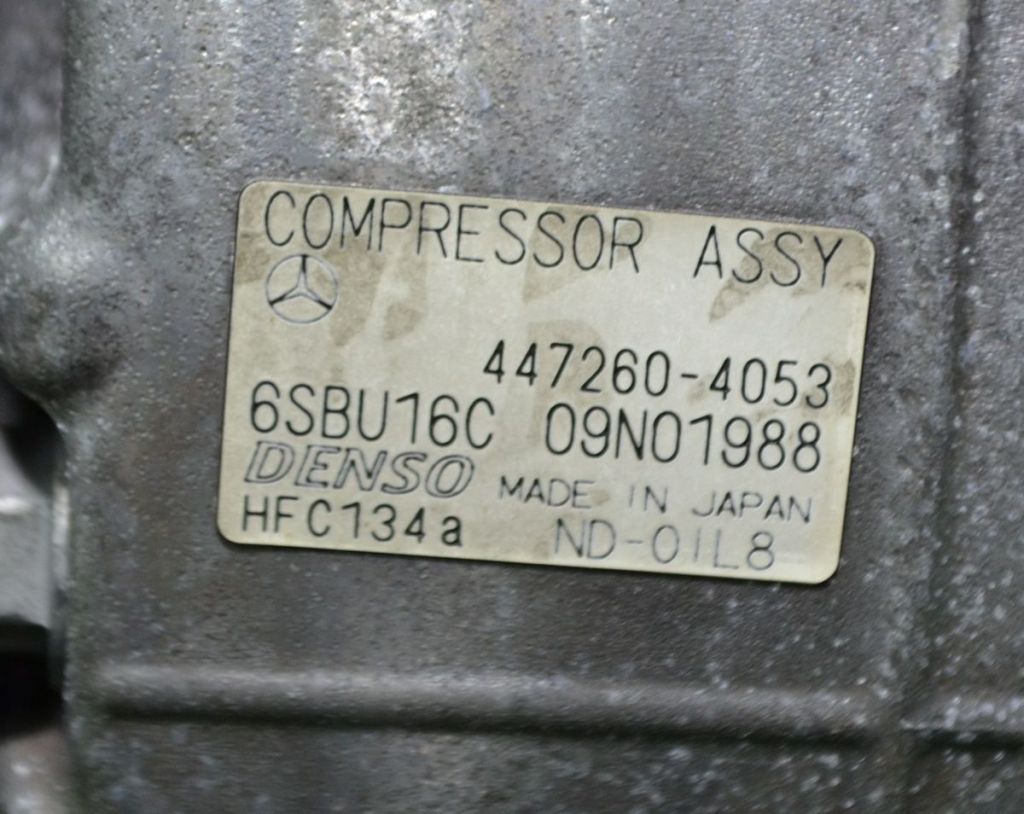 COMPRESSOR ASSY
447260-4053
6SBU16C 09N01988
DENSO MADE IN JAPAN
HFC134a ND-OIL8